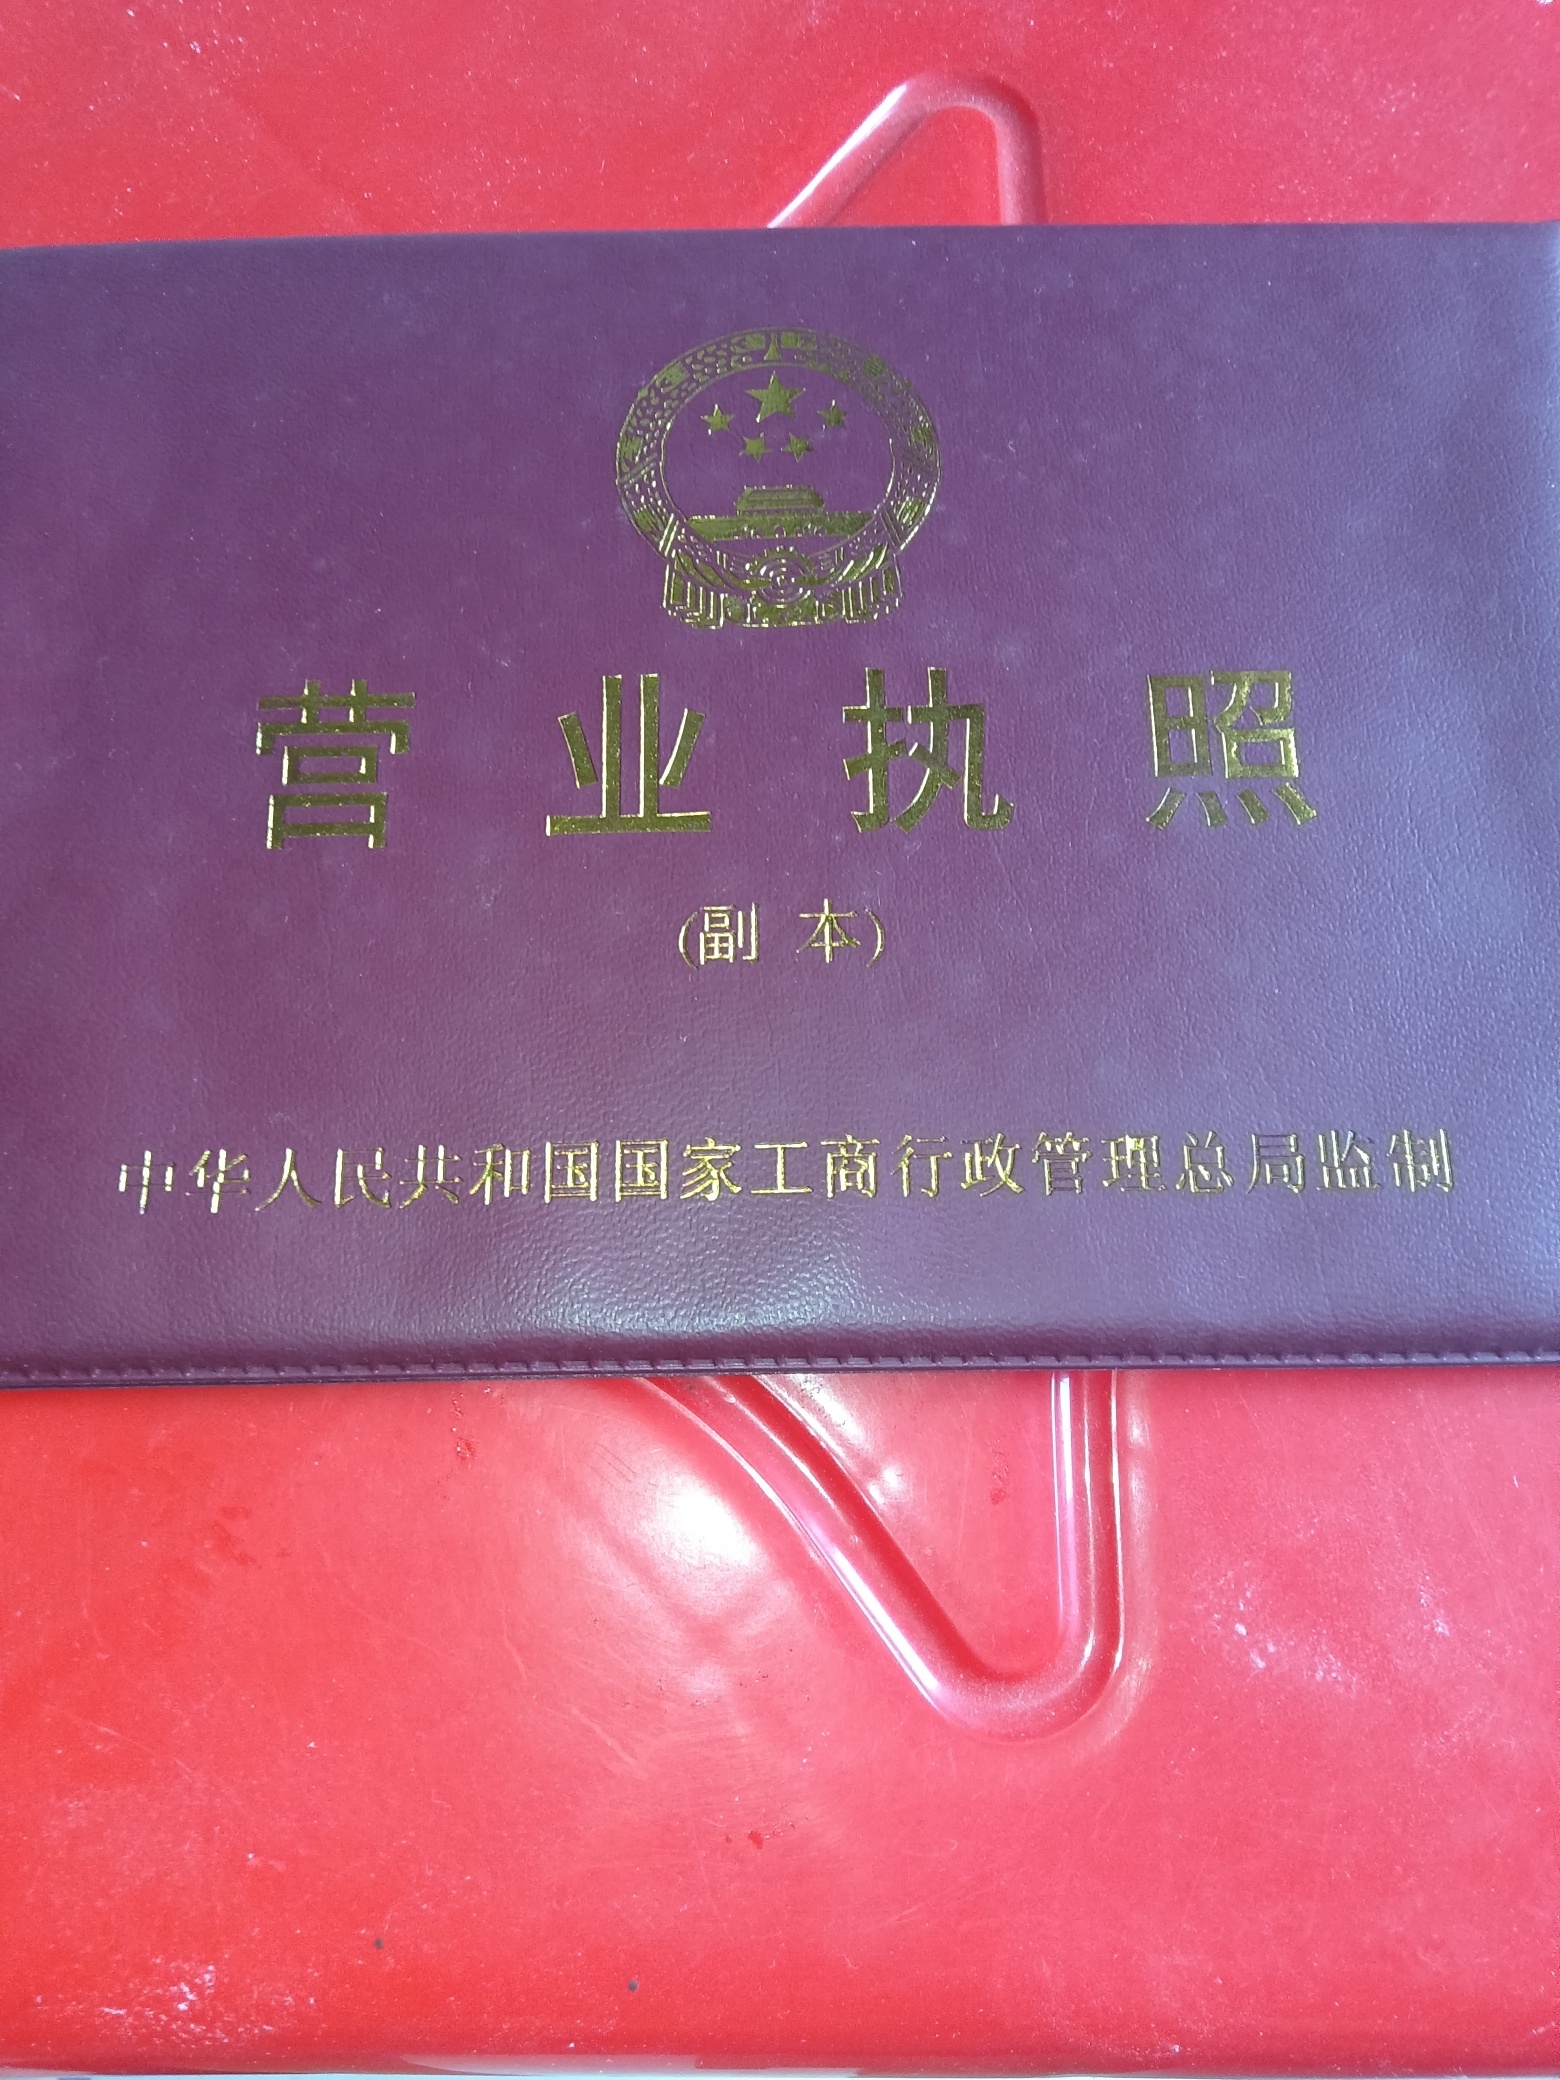 营业执照
(副本)
中华人民共和国国家工商行政管理总局监制